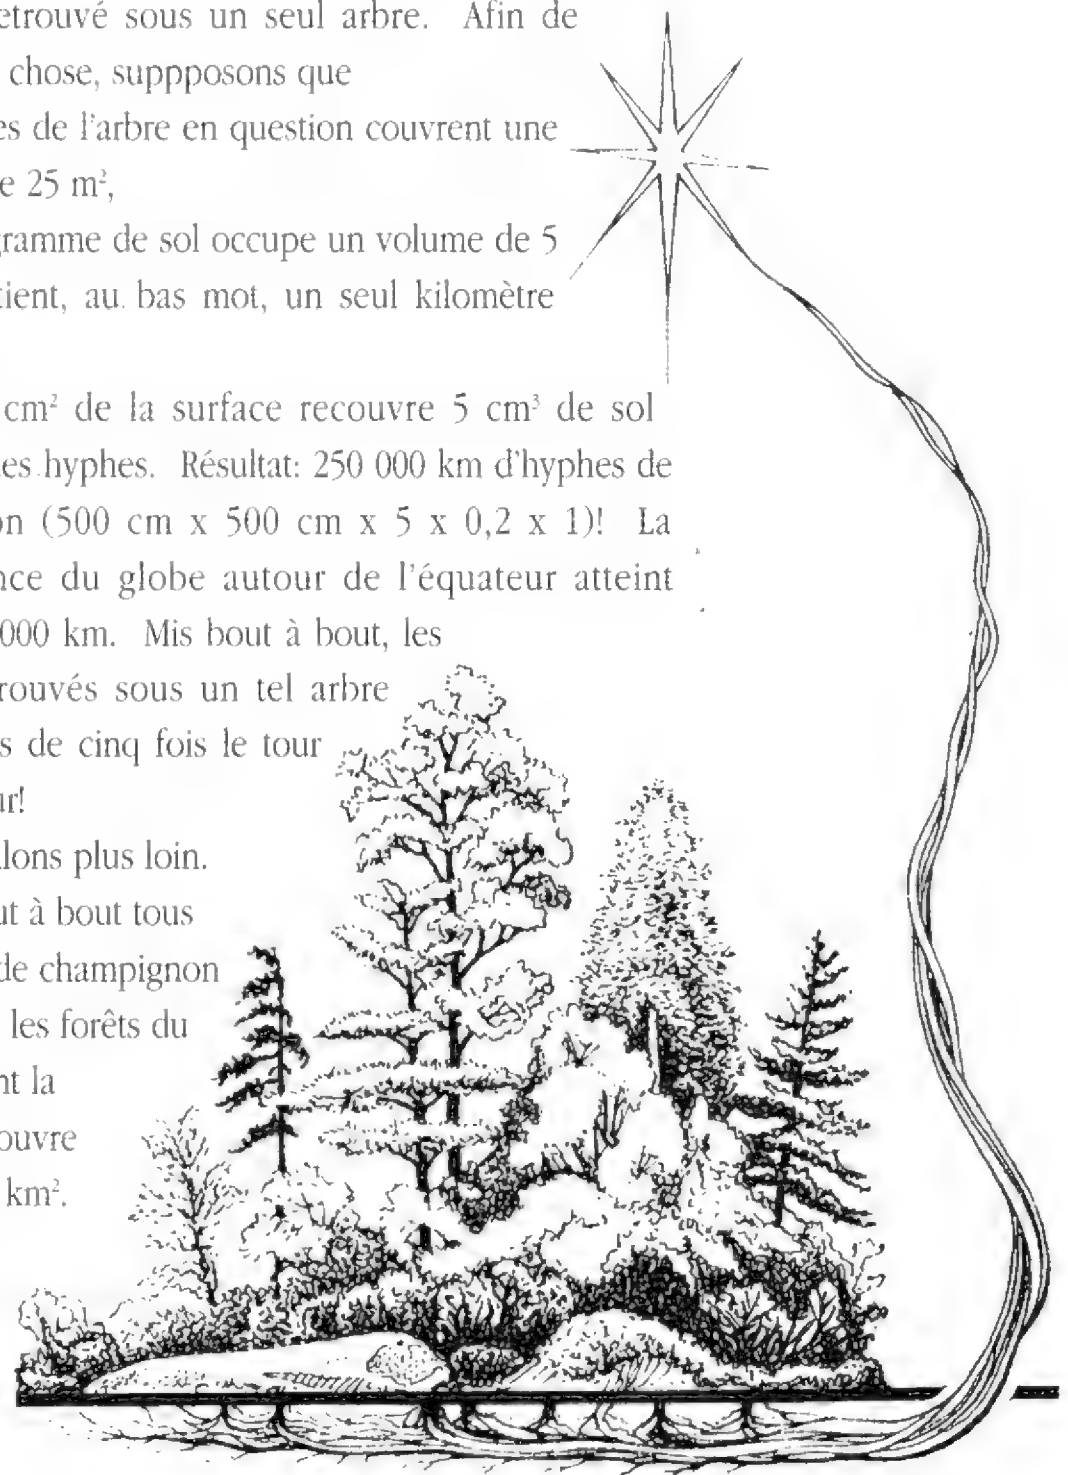 etrouvé sous un seul arbre. Afin de
chose, suppposons que
es de l'arbre en question couvrent une
e 25 m²,
gramme de sol occupe un volume de 5
tient, au. bas mot, un seul kilomètre
cm² de la surface recouvre 5 cm³ de sol
les hyphes. Résultat: 250 000 km d'hyphes de
on (500 cm x 500 cm x 5 x 0,2 x 1)! La
nce du globe autour de l'équateur atteint
000 km. Mis bout à bout, les
rouvés sous un tel arbre
s de cinq fois le tour
ur!
lons plus loin.
ut à bout tous
de champignon
les forêts du
nt la
ouvre
km².